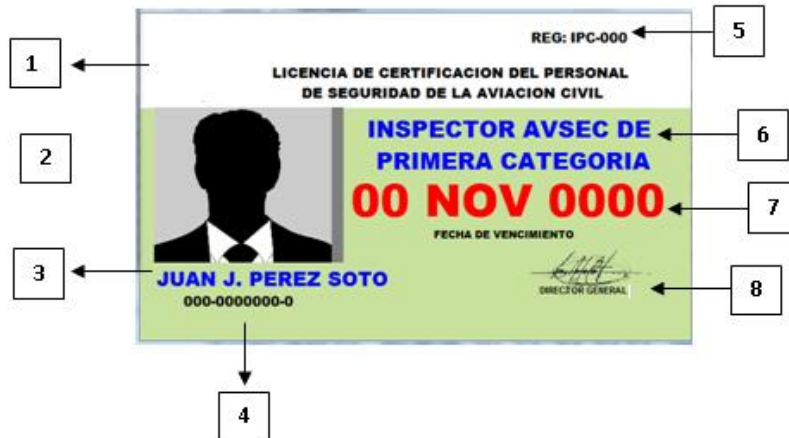 REG: IPC-000
5
1
LICENCIA DE CERTIFICACION DEL PERSONAL
DE SEGURIDAD DE LA AVIACION CIVIL
INSPECTOR AVSEC DE
6
PRIMERA CATEGORIA
2
00 NOV 0000
7
FECHA DE VENCIMIENTO
3
JUAN J. PEREZ SOTO
000-0000000-0
DIRECTOR GENERAL
8
4